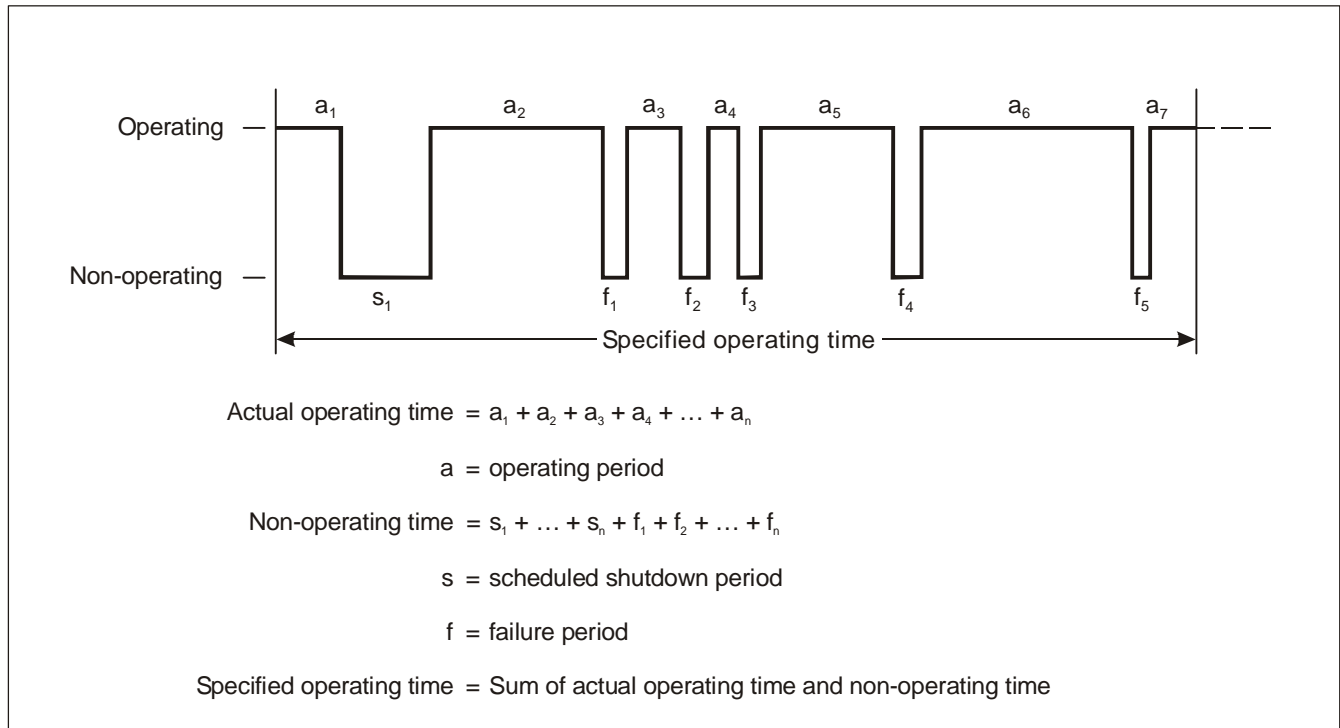 a₁ a₂ a₃ a₄ a₅ a₆ a₇
Operating
Non-operating
s₁ f₁ f₂ f₃ f₄ f₅
Specified operating time
Actual operating time = a₁ + a₂ + a₃ + a₄ + … + aₙ
a = operating period
Non-operating time = s₁ + … + sₙ + f₁ + f₂ + … + fₙ
s = scheduled shutdown period
f = failure period
Specified operating time = Sum of actual operating time and non-operating time